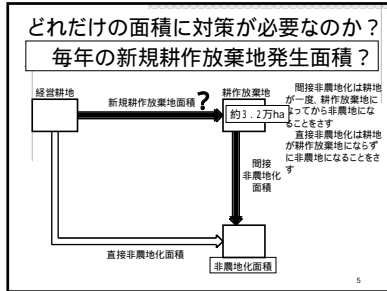 どれだけの面積に対策が必要なのか？
毎年の新規耕作放棄地発生面積？
経営耕地
新規耕作放棄地面積
？
耕作放棄地
約3.2万ha
間接非農地化は耕地
が一度、耕作放棄地に
なってから非農地にな
ることをさす
直接非農地化は耕地
が耕作放棄地にならず
に非農地になることをさ
す
間接
非農地化
面積
直接非農地化面積
非農地化面積
5